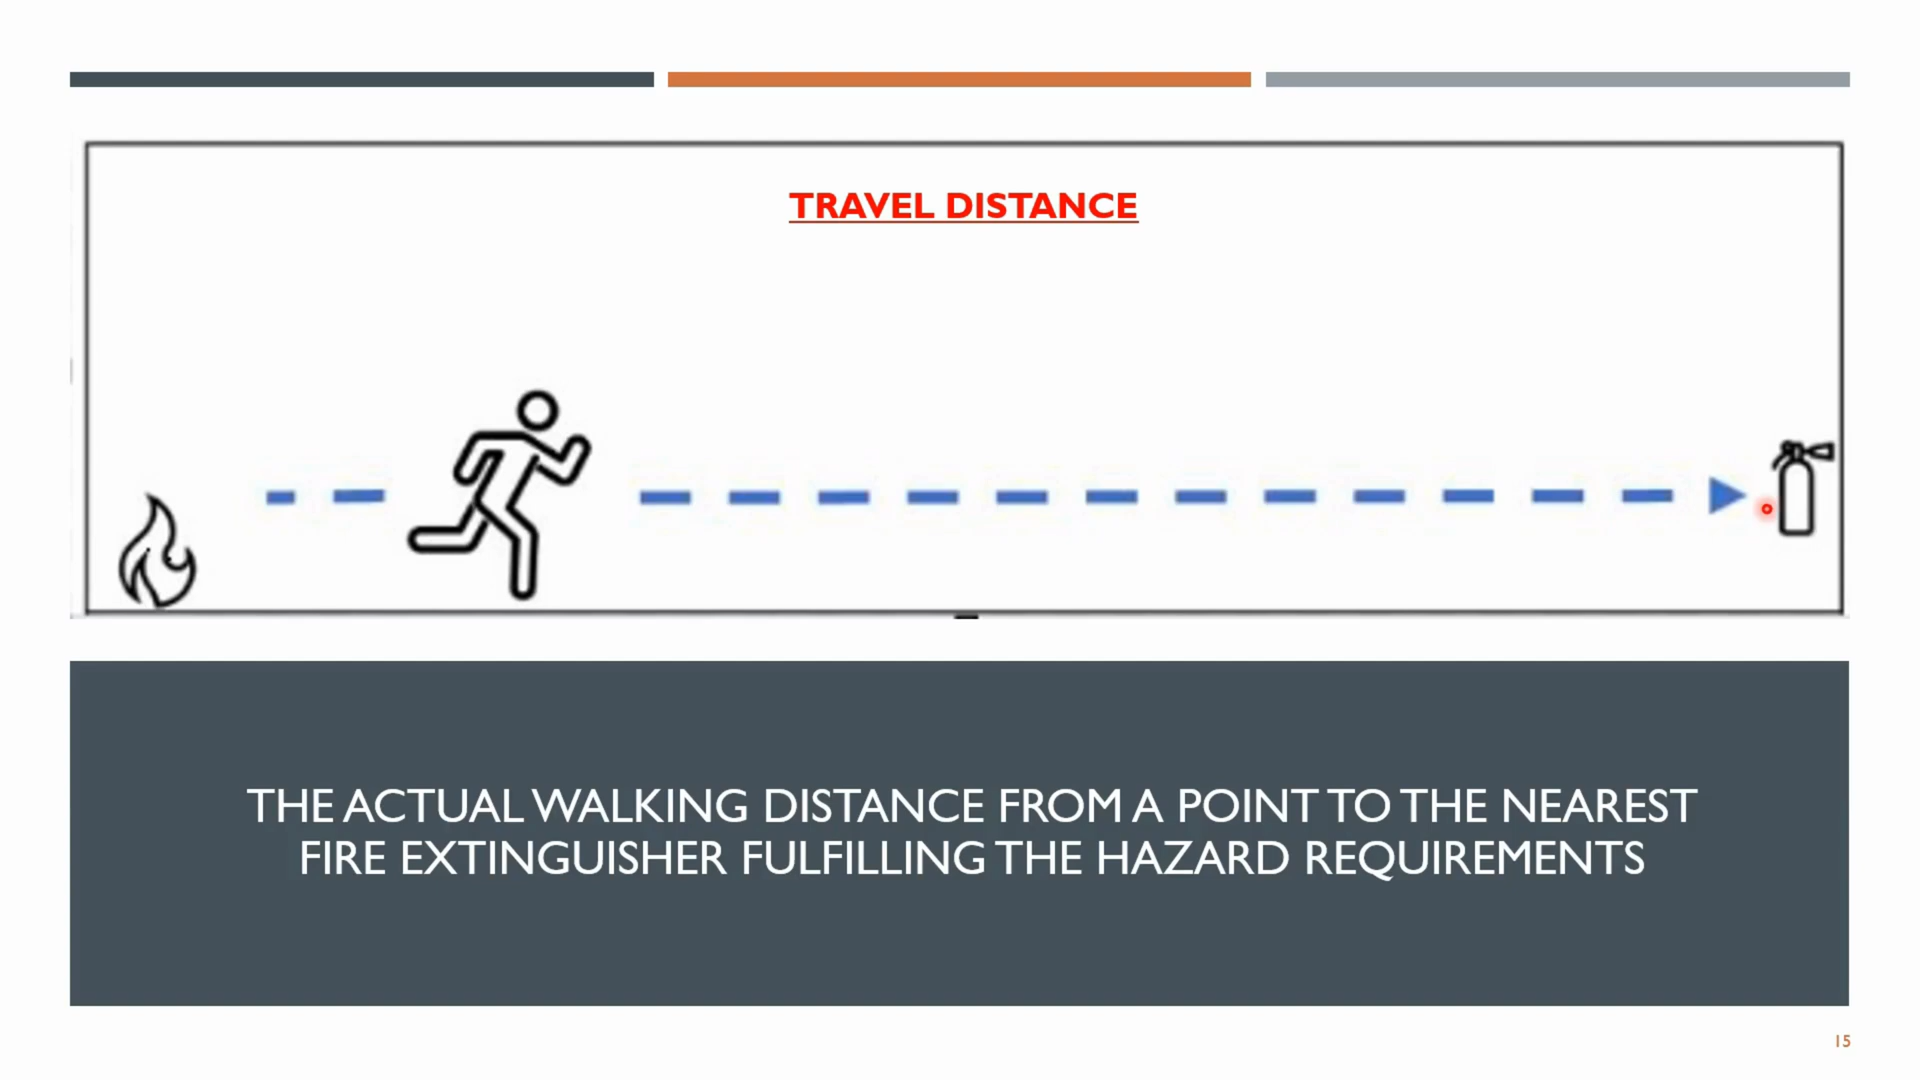 TRAVEL DISTANCE
THE ACTUAL WALKING DISTANCE FROM A POINT TO THE NEAREST
FIRE EXTINGUISHER FULFILLING THE HAZARD REQUIREMENTS
15